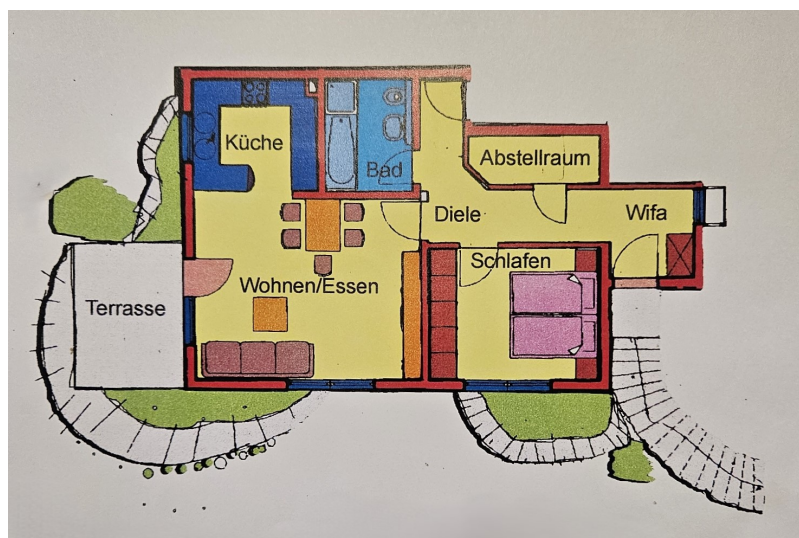 Küche
Bad
Abstellraum
Diele
Wifa
Schlafen
Wohnen/Essen
Terrasse